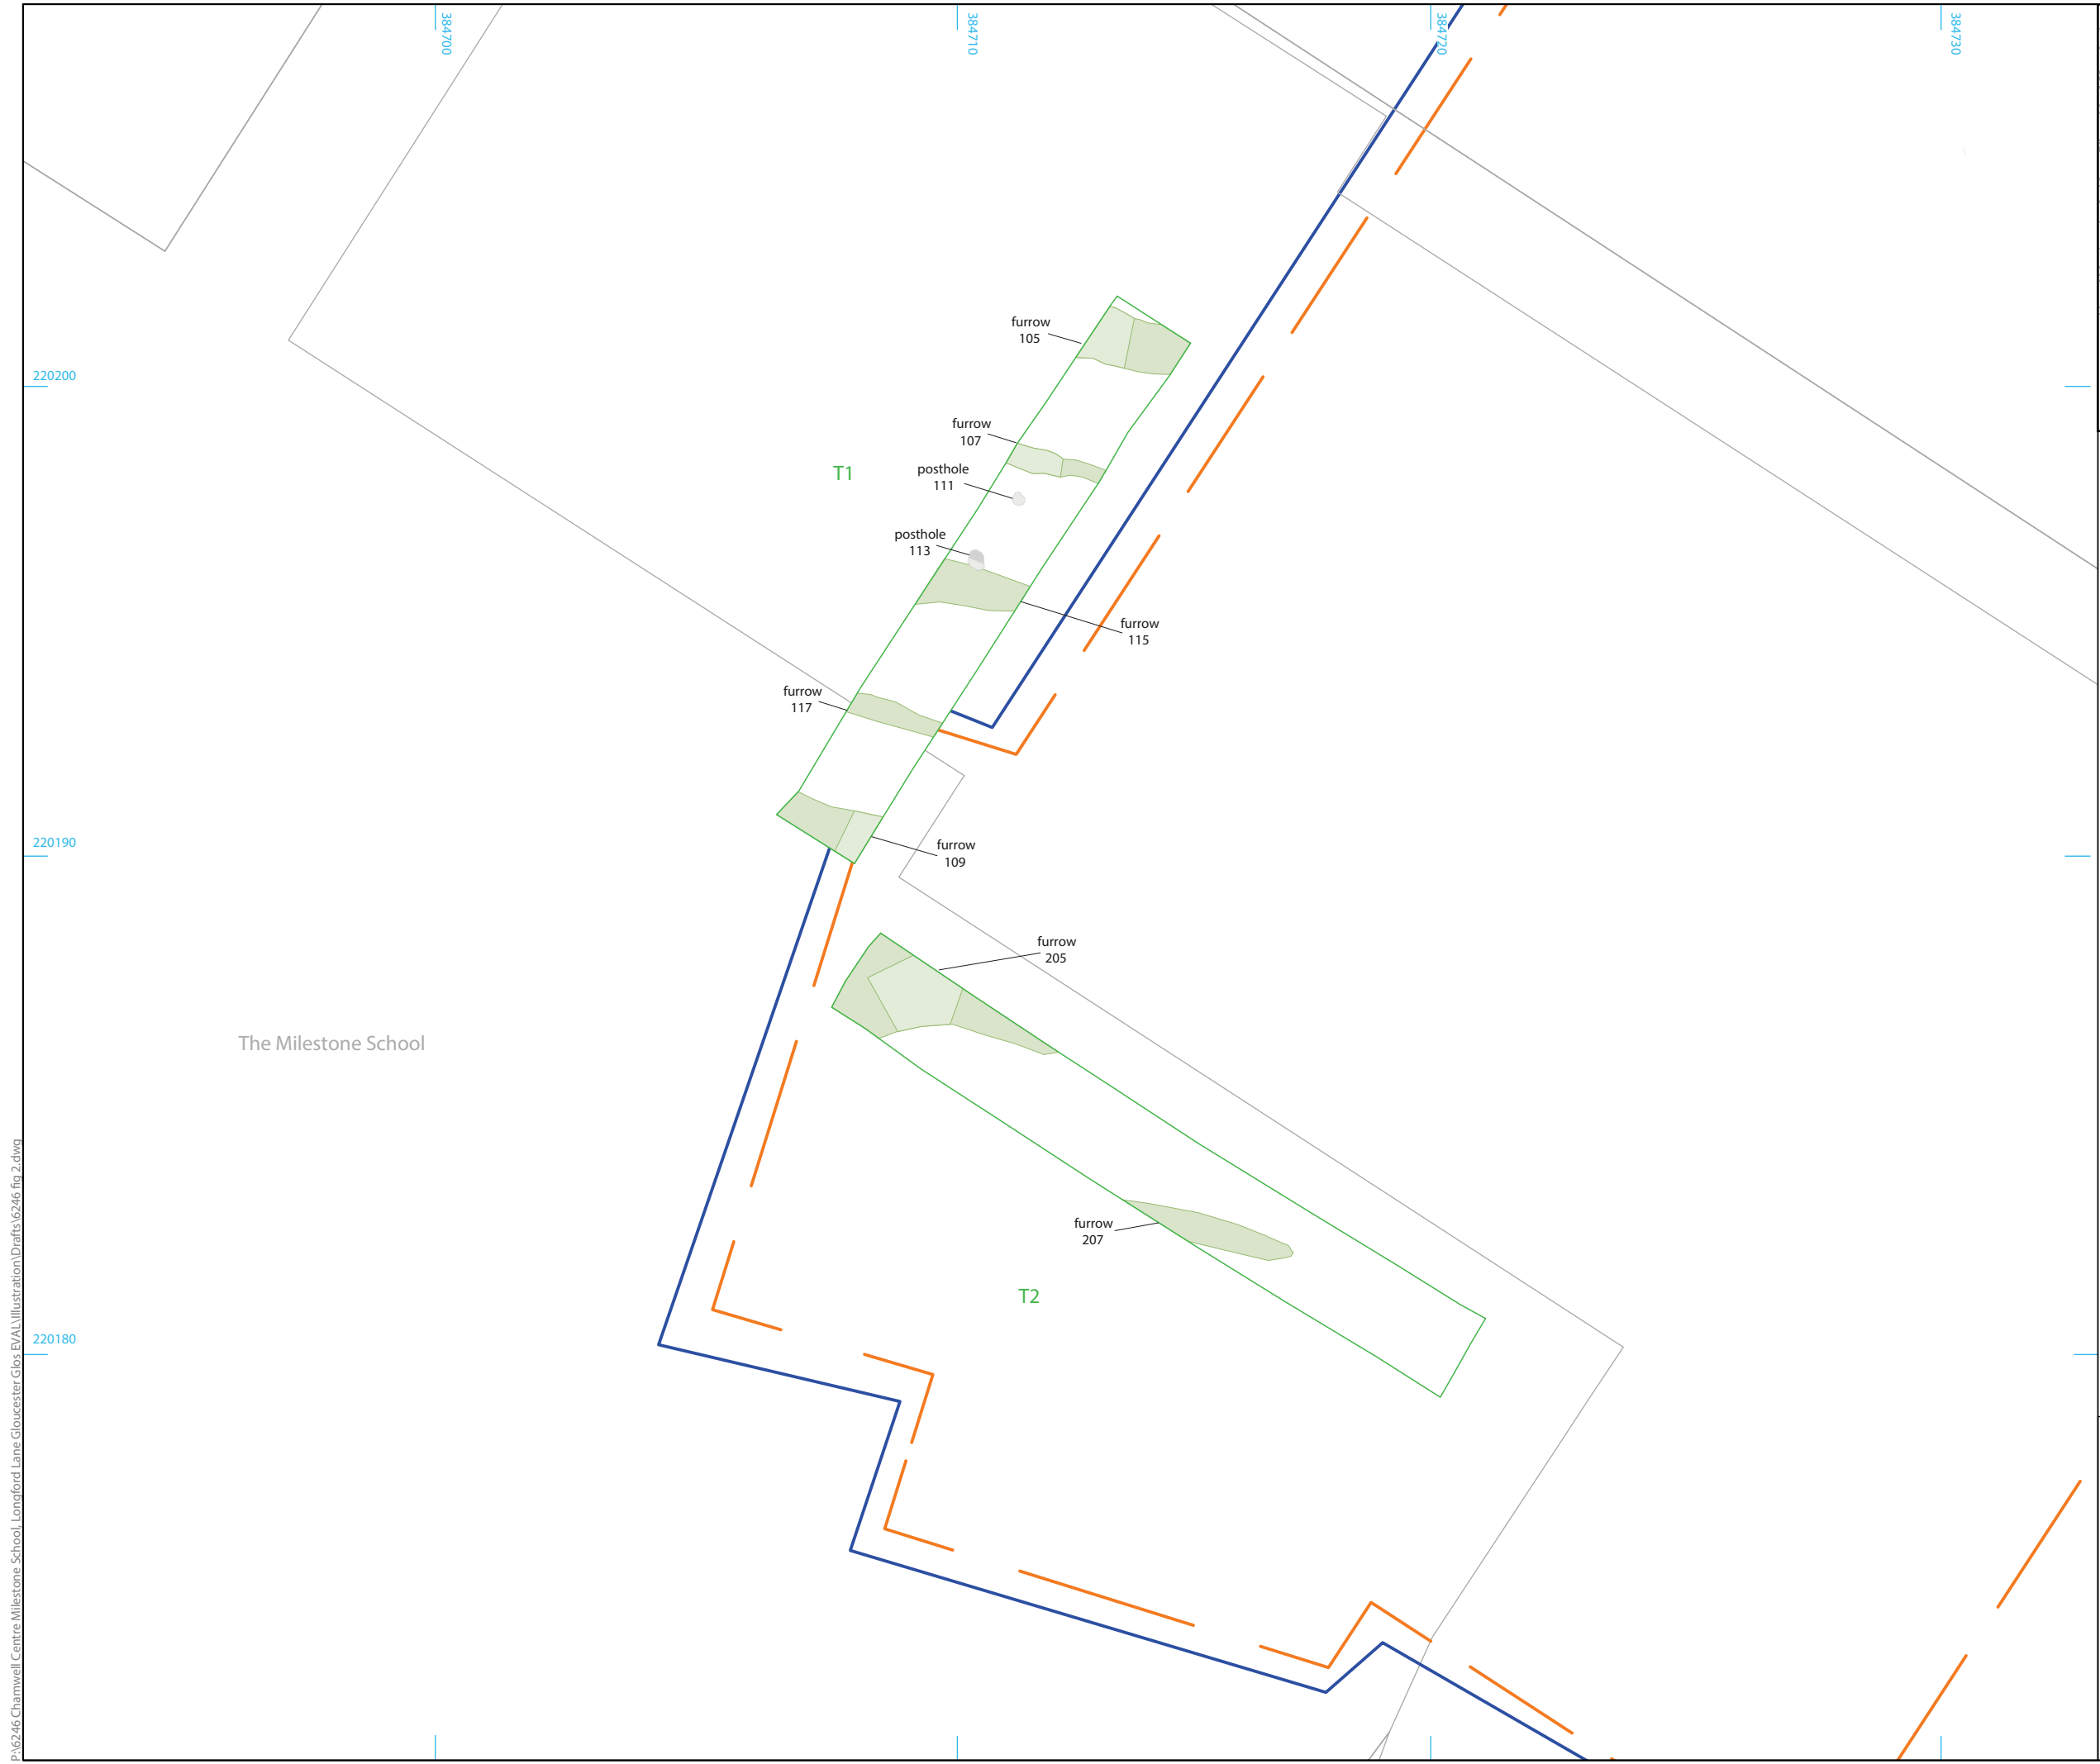 384700
384710
384720
384730
furrow
105
220200
furrow
107
T1
posthole
111
posthole
113
furrow
115
furrow
117
220190
furrow
109
furrow
205
The Milestone School
furrow
207
T2
220180
P:\6246 Chamwell Centre Milestone School, Longford Lane Gloucester Glos EVAL\Illustration\Drafts\6246 fig 2.dwg